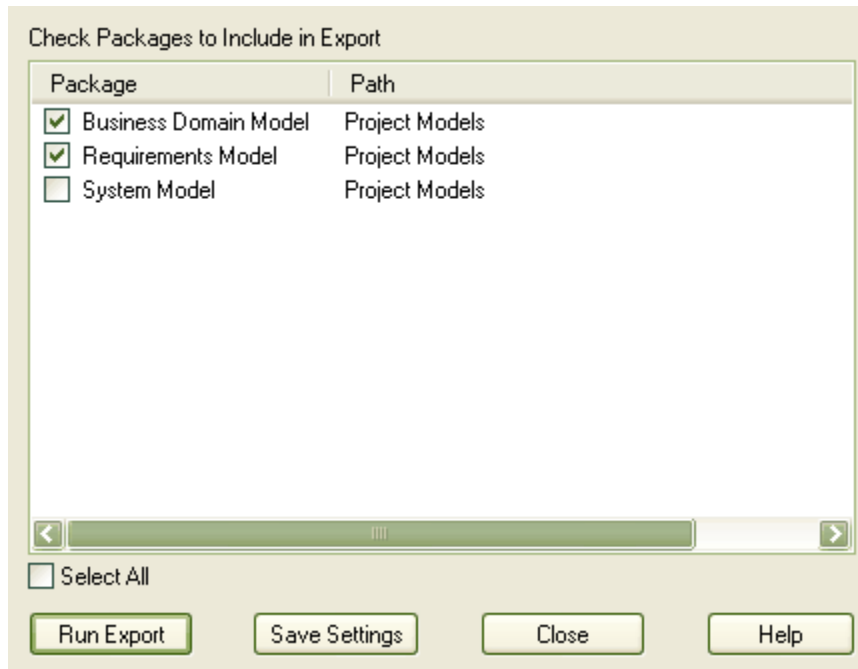 Check Packages to Include in Export
Package Path
Business Domain Model Project Models
Requirements Model Project Models
System Model Project Models
Select All
Run Export Save Settings Close Help